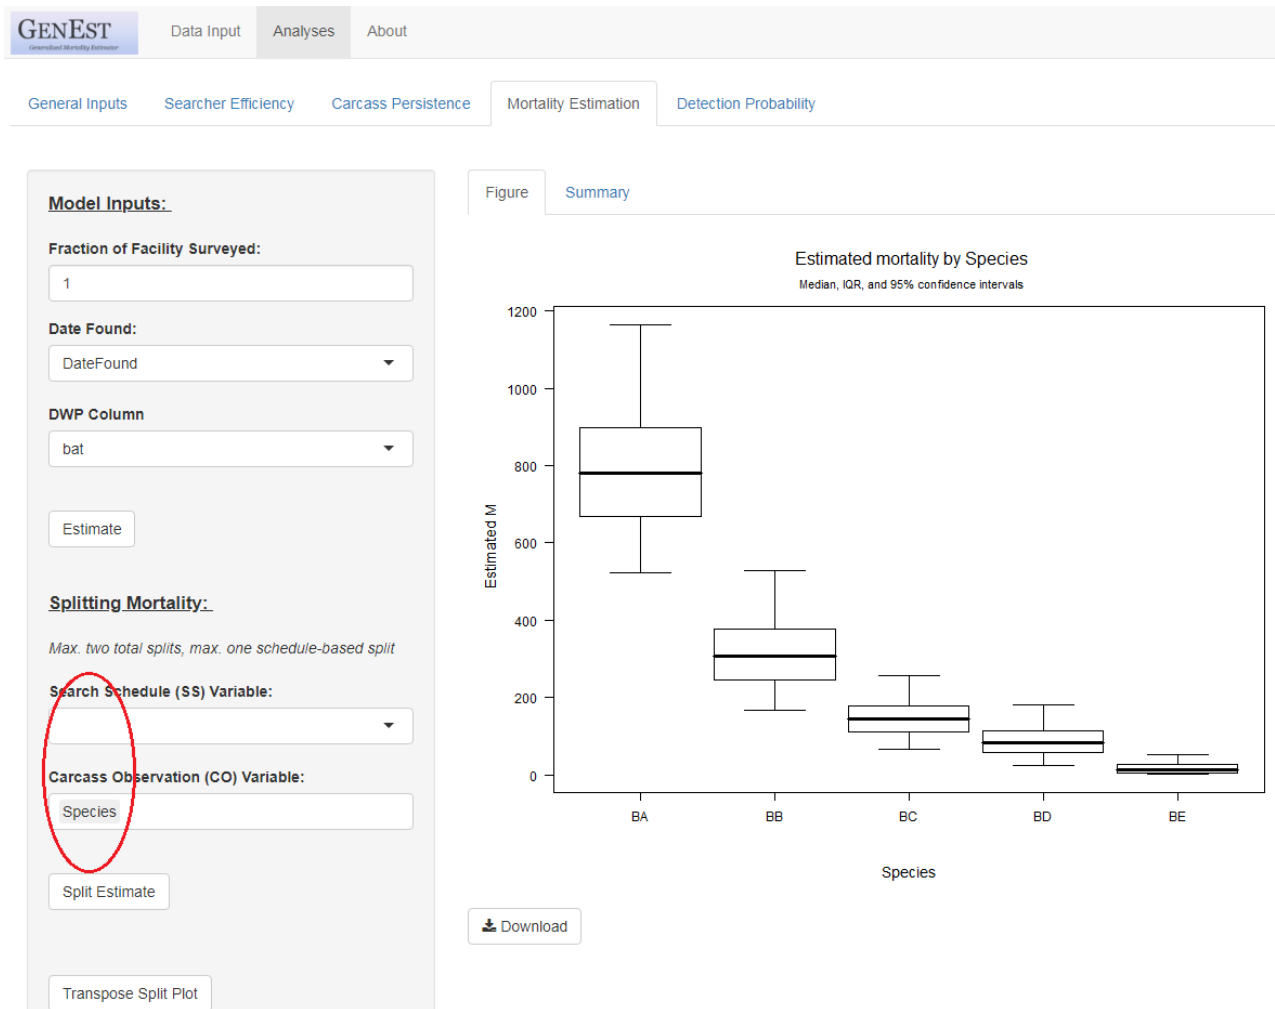 GENEST
Generalized Mortality Estimator
Data Input Analyses About
General Inputs Searcher Efficiency Carcass Persistence Mortality Estimation Detection Probability
Model Inputs:
Fraction of Facility Surveyed:
1
Date Found:
DateFound
DWP Column
bat
Estimate
Splitting Mortality:
Max. two total splits, max. one schedule-based split
Search Schedule (SS) Variable:
Carcass Observation (CO) Variable:
Species
Split Estimate
Transpose Split Plot
Figure Summary
Estimated mortality by Species
Median, IQR, and 95% confidence intervals
Estimated M
1200
1000
800
600
400
200
0
BA BB BC BD BE
Species
Download